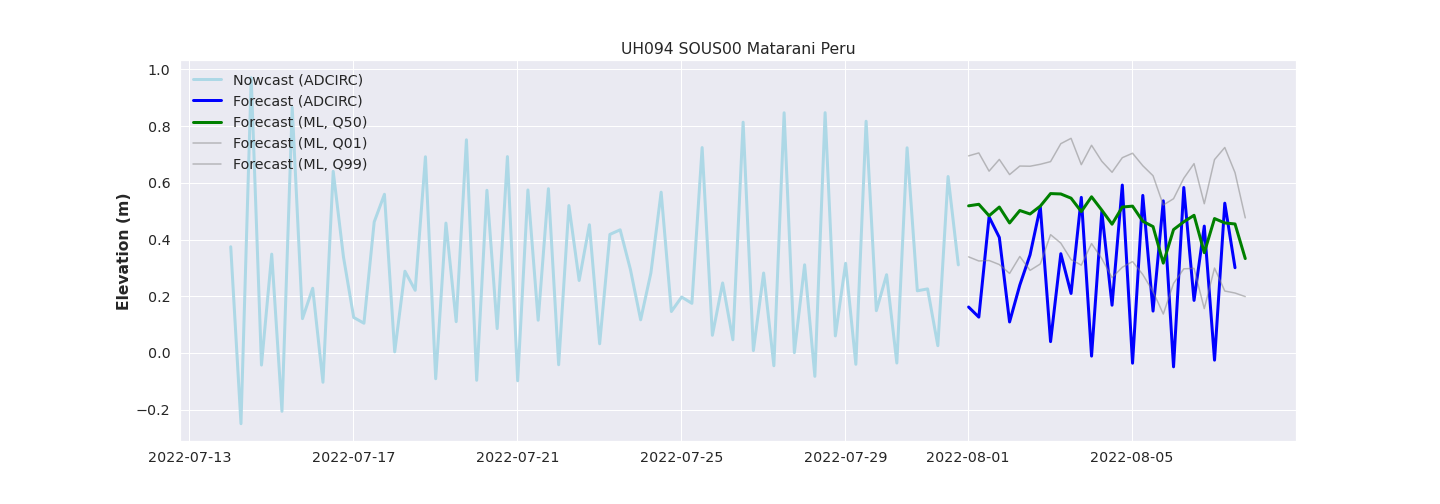 UH094 SOUS00 Matarani Peru
1.0
0.8
0.6
0.4
0.2
0.0
−0.2
Elevation (m)
Nowcast (ADCIRC)
Forecast (ADCIRC)
Forecast (ML, Q50)
Forecast (ML, Q01)
Forecast (ML, Q99)
2022-07-13 2022-07-17 2022-07-21 2022-07-25 2022-07-29 2022-08-01 2022-08-05